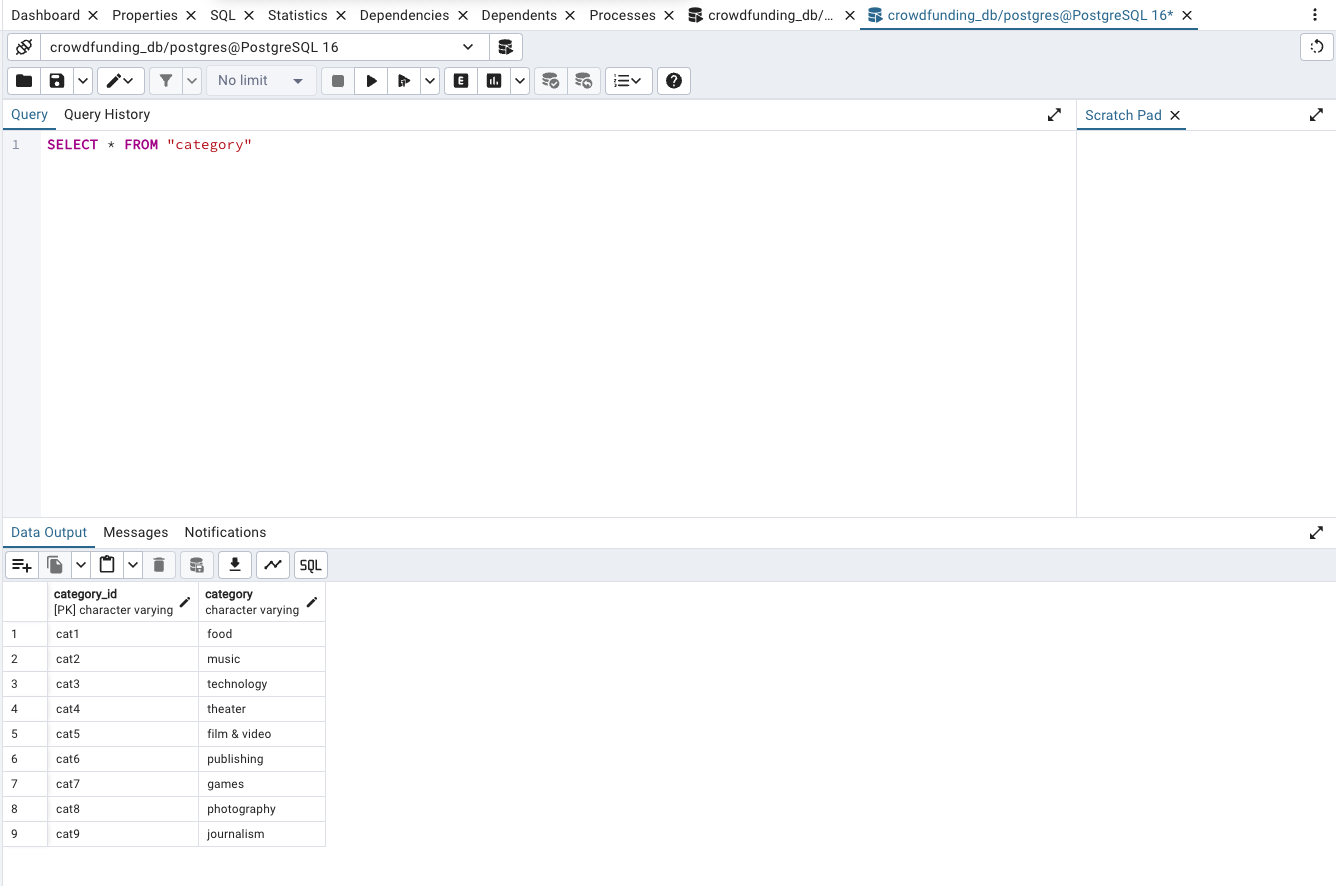 Dashboard Properties SQL Statistics Dependencies Dependents Processes crowdfunding_db/... crowdfunding_db/postgres@PostgreSQL 16*
crowdfunding_db/postgres@PostgreSQL 16
No limit E
Query Query History Scratch Pad
1 SELECT * FROM "category"
Data Output Messages Notifications
SQL
category_id category
[PK] character varying character varying
1 cat1 food
2 cat2 music
3 cat3 technology
4 cat4 theater
5 cat5 film & video
6 cat6 publishing
7 cat7 games
8 cat8 photography
9 cat9 journalism